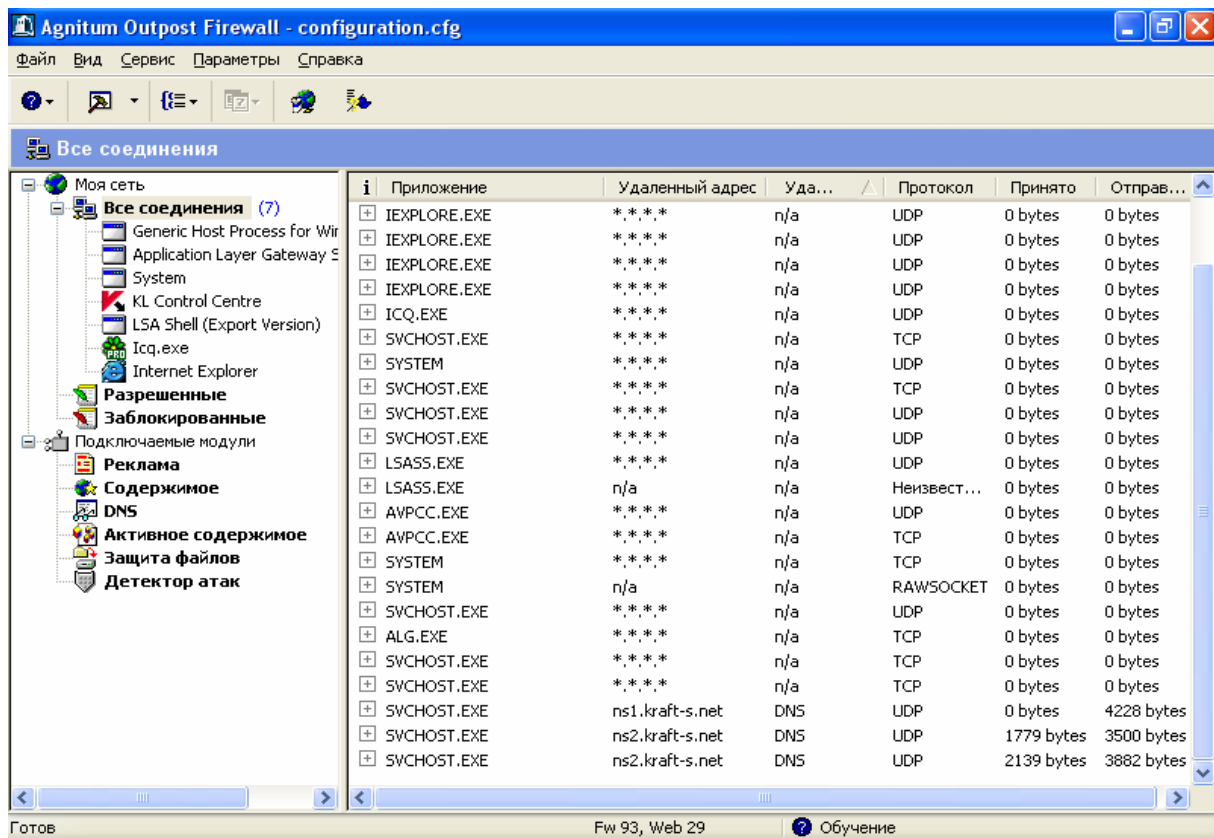 Agnitum Outpost Firewall - configuration.cfg
Файл Вид Сервис Параметры Справка
Все соединения
Моя сеть
Все соединения (7)
Generic Host Process for Wir
Application Layer Gateway S
System
KL Control Centre
LSA Shell (Export Version)
Icq.exe
Internet Explorer
Разрешенные
Заблокированные
Подключаемые модули
Реклама
Содержимое
DNS
Активное содержимое
Защита файлов
Детектор атак
i Приложение Удаленный адрес Уда... Протокол Принято Отправ...
IEXPLORE.EXE *.*.*.* n/a UDP 0 bytes 0 bytes
IEXPLORE.EXE *.*.*.* n/a UDP 0 bytes 0 bytes
IEXPLORE.EXE *.*.*.* n/a UDP 0 bytes 0 bytes
IEXPLORE.EXE *.*.*.* n/a UDP 0 bytes 0 bytes
ICQ.EXE *.*.*.* n/a UDP 0 bytes 0 bytes
SVCHOST.EXE *.*.*.* n/a TCP 0 bytes 0 bytes
SYSTEM *.*.*.* n/a UDP 0 bytes 0 bytes
SVCHOST.EXE *.*.*.* n/a TCP 0 bytes 0 bytes
SVCHOST.EXE *.*.*.* n/a UDP 0 bytes 0 bytes
SVCHOST.EXE *.*.*.* n/a UDP 0 bytes 0 bytes
LSASS.EXE *.*.*.* n/a UDP 0 bytes 0 bytes
LSASS.EXE n/a n/a Неизвест... 0 bytes 0 bytes
AVPCC.EXE *.*.*.* n/a UDP 0 bytes 0 bytes
AVPCC.EXE *.*.*.* n/a TCP 0 bytes 0 bytes
SYSTEM *.*.*.* n/a TCP 0 bytes 0 bytes
SYSTEM n/a n/a RAWSOCKET 0 bytes 0 bytes
SVCHOST.EXE *.*.*.* n/a UDP 0 bytes 0 bytes
ALG.EXE *.*.*.* n/a TCP 0 bytes 0 bytes
SVCHOST.EXE *.*.*.* n/a TCP 0 bytes 0 bytes
SVCHOST.EXE *.*.*.* n/a TCP 0 bytes 0 bytes
SVCHOST.EXE ns1.kraft-s.net DNS UDP 0 bytes 4228 bytes
SVCHOST.EXE ns2.kraft-s.net DNS UDP 1779 bytes 3500 bytes
SVCHOST.EXE ns2.kraft-s.net DNS UDP 2139 bytes 3882 bytes
Готов Fw 93, Web 29 Обучение